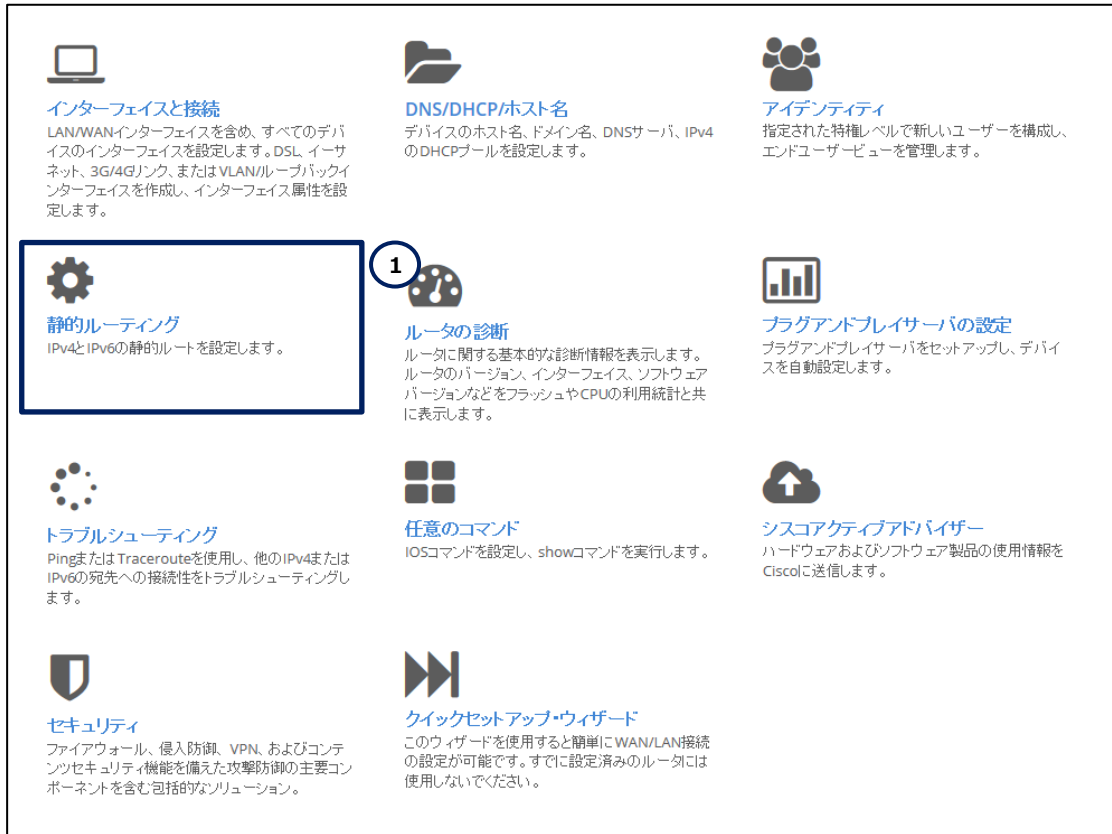 インターフェイスと接続
LAN/WANインターフェイスを含め、すべてのデバ
イスのインターフェイスを設定します。DSL、イーサ
ネット、3G/4Gリンク、またはVLAN/ループバックイ
ンターフェイスを作成し、インターフェイス属性を設
定します。
DNS/DHCP/ホスト名
デバイスのホスト名、ドメイン名、DNSサーバ、IPv4
のDHCPプールを設定します。
アイデンティティ
指定された特権レベルで新しいユーザーを構成し、
エンドユーザービューを管理します。
静的ルーティング
IPv4とIPv6の静的ルートを設定します。
1
ルータの診断
ルータに関する基本的な診断情報を表示します。
ルータのバージョン、インターフェイス、ソフトウェア
バージョンなどをフラッシュやCPUの利用統計と共
に表示します。
プラグアンドプレイサーバの設定
プラグアンドプレイサーバをセットアップし、デバイ
スを自動設定します。
トラブルシューティング
PingまたはTracerouteを使用し、他のIPv4または
IPv6の宛先への接続性をトラブルシューティングし
ます。
任意のコマンド
IOSコマンドを設定し、showコマンドを実行します。
シスコアクティブアドバイザー
ハードウェアおよびソフトウェア製品の使用情報を
Ciscoに送信します。
セキュリティ
ファイアウォール、侵入防御、VPN、およびコンテ
ンツセキュリティ機能を備えた攻撃防御の主要コン
ポーネントを含む包括的なソリューション。
クイックセットアップ・ウィザード
このウィザードを使用すると簡単にWAN/LAN接続
の設定が可能です。すでに設定済みのルータには
使用しないでください。